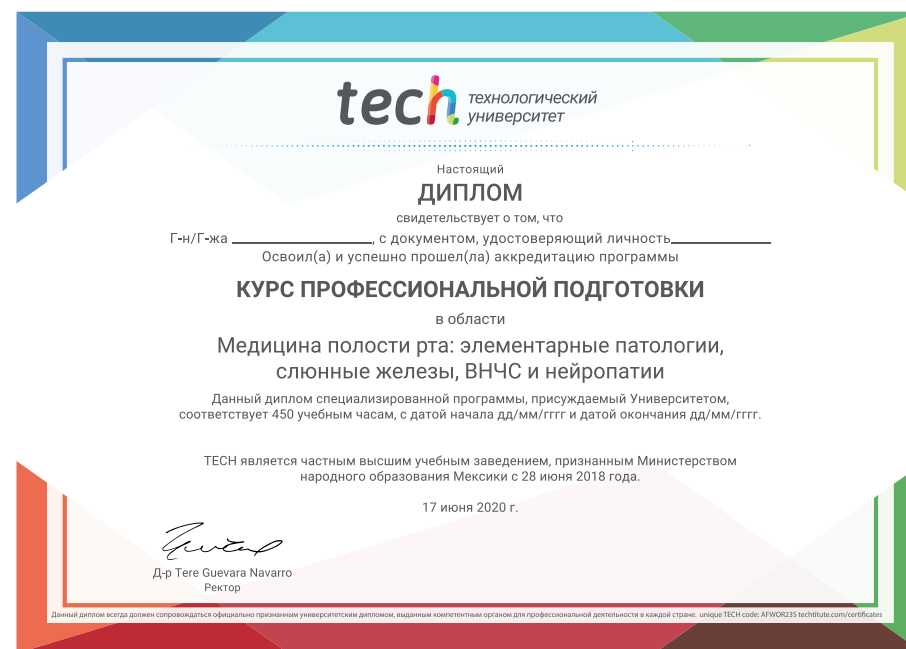 tech технологический
университет
Настоящий
ДИПЛОМ
свидетельствует о том, что
Г-н/Г-жа ____________, с документом, удостоверяющий личность____________
Освоил(а) и успешно прошел(ла) аккредитацию программы
КУРС ПРОФЕССИОНАЛЬНОЙ ПОДГОТОВКИ
в области
Медицина полости рта: элементарные патологии,
слюнные железы, ВНЧС и нейропатии
Данный диплом специализированной программы, присуждаемый Университетом,
соответствует 450 учебным часам, с датой начала дд/мм/гггг и датой окончания дд/мм/гггг.
TECH является частным высшим учебным заведением, признанным Министерством
народного образования Мексики с 28 июня 2018 года.
17 июня 2020 г.
Д-р Tere Guevara Navarro
Ректор
Данный диплом всегда должен сопровождаться официально признанным университетским дипломом, выданным компетентным органом для профессиональной деятельности в каждой стране. unique TECH code: AFWOR23S techtitute.com/certificates